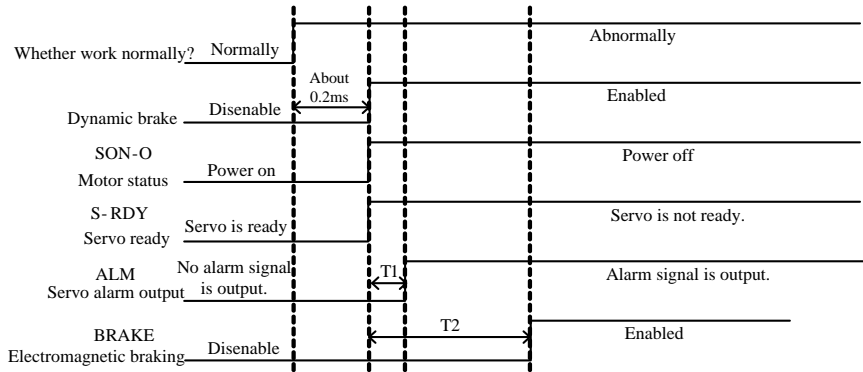 Whether work normally? Normally Abnormally
About
0.2ms
Dynamic brake Disenable Enabled
SON-O
Motor status Power on Power off
S-RDY
Servo ready Servo is ready Servo is not ready.
ALM
Servo alarm output
No alarm signal
is output.
T1
Alarm signal is output.
BRAKE
Electromagnetic braking Disenable
T2
Enabled